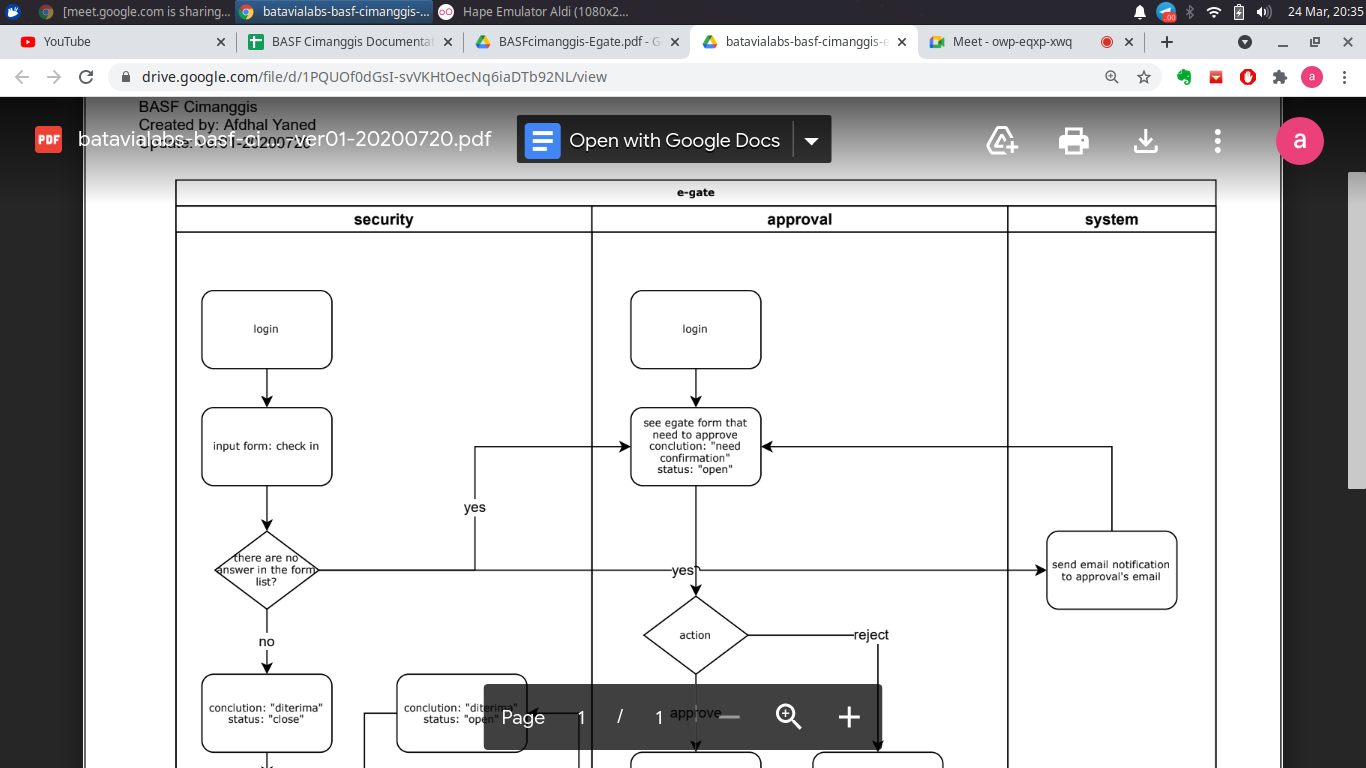 [meet.google.com is sharing...
batavialabs-basf-cimanggis-...
Hape Emulator Aldi (1080x2...
24 Mar, 20:35
YouTube
BASF Cimanggis Documentat
BASFcimanggis-Egate.pdf - G
batavialabs-basf-cimanggis-e
Meet - owp-eqxp-xwq
drive.google.com/file/d/1PQUOf0dGsI-svVKHtOecNq6iaDTb92NL/view
a
BASF Cimanggis
Created by: Afdhal Yaned
PDF
batavialabs-basf-ci...-ver01-20200720.pdf
Open with Google Docs
a
e-gate
security
approval
system
login
login
input form: check in
see egate form that
need to approve
conclution: "need
confirmation"
status: "open"
yes
there are no
answer in the form
list?
yes
send email notification
to approval's email
action
reject
no
conclution: "diterima"
status: "close"
conclution: "diterima"
status: "open"
Page 1 / 1
approve